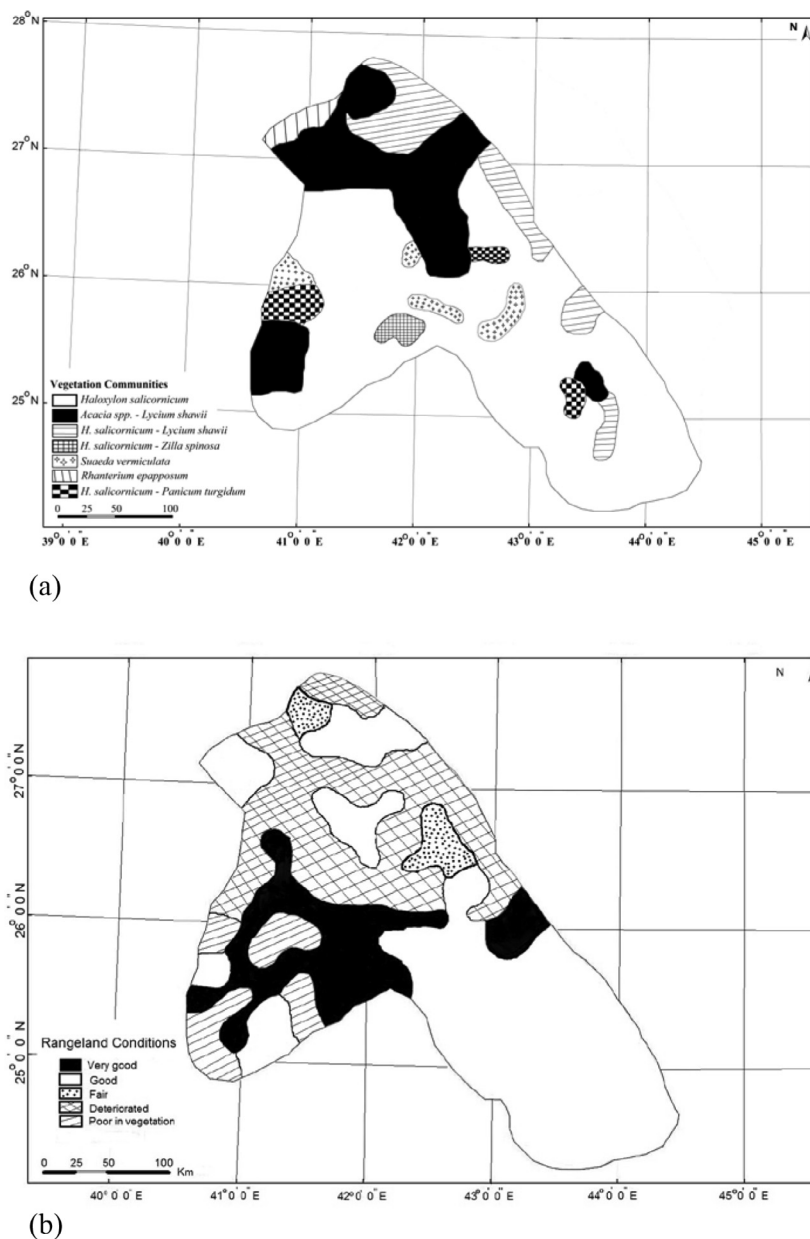 28°N
N
27°N
26°N
25°N
Vegetation Communities
Haloxylon salicornicum
Acacia spp. - Lycium shawii
H. salicornicum - Lycium shawii
H. salicornicum - Zilla spinosa
Suaeda vermiculata
Rhanterium epapposum
H. salicornicum - Panicum turgidum
0 25 50 100
39°0'0"E 40°0'0"E 41°0'0"E 42°0'0"E 43°0'0"E 44°0'0"E 45°0'0"E
(a)
N
27°0'0"N
26°0'0"N
25°0'0"N
Rangeland Conditions
Very good
Good
Fair
Deteriorated
Poor in vegetation
0 25 50 100
Km
40°0'0"E 41°0'0"E 42°0'0"E 43°0'0"E 44°0'0"E 45°0'0"E
(b)